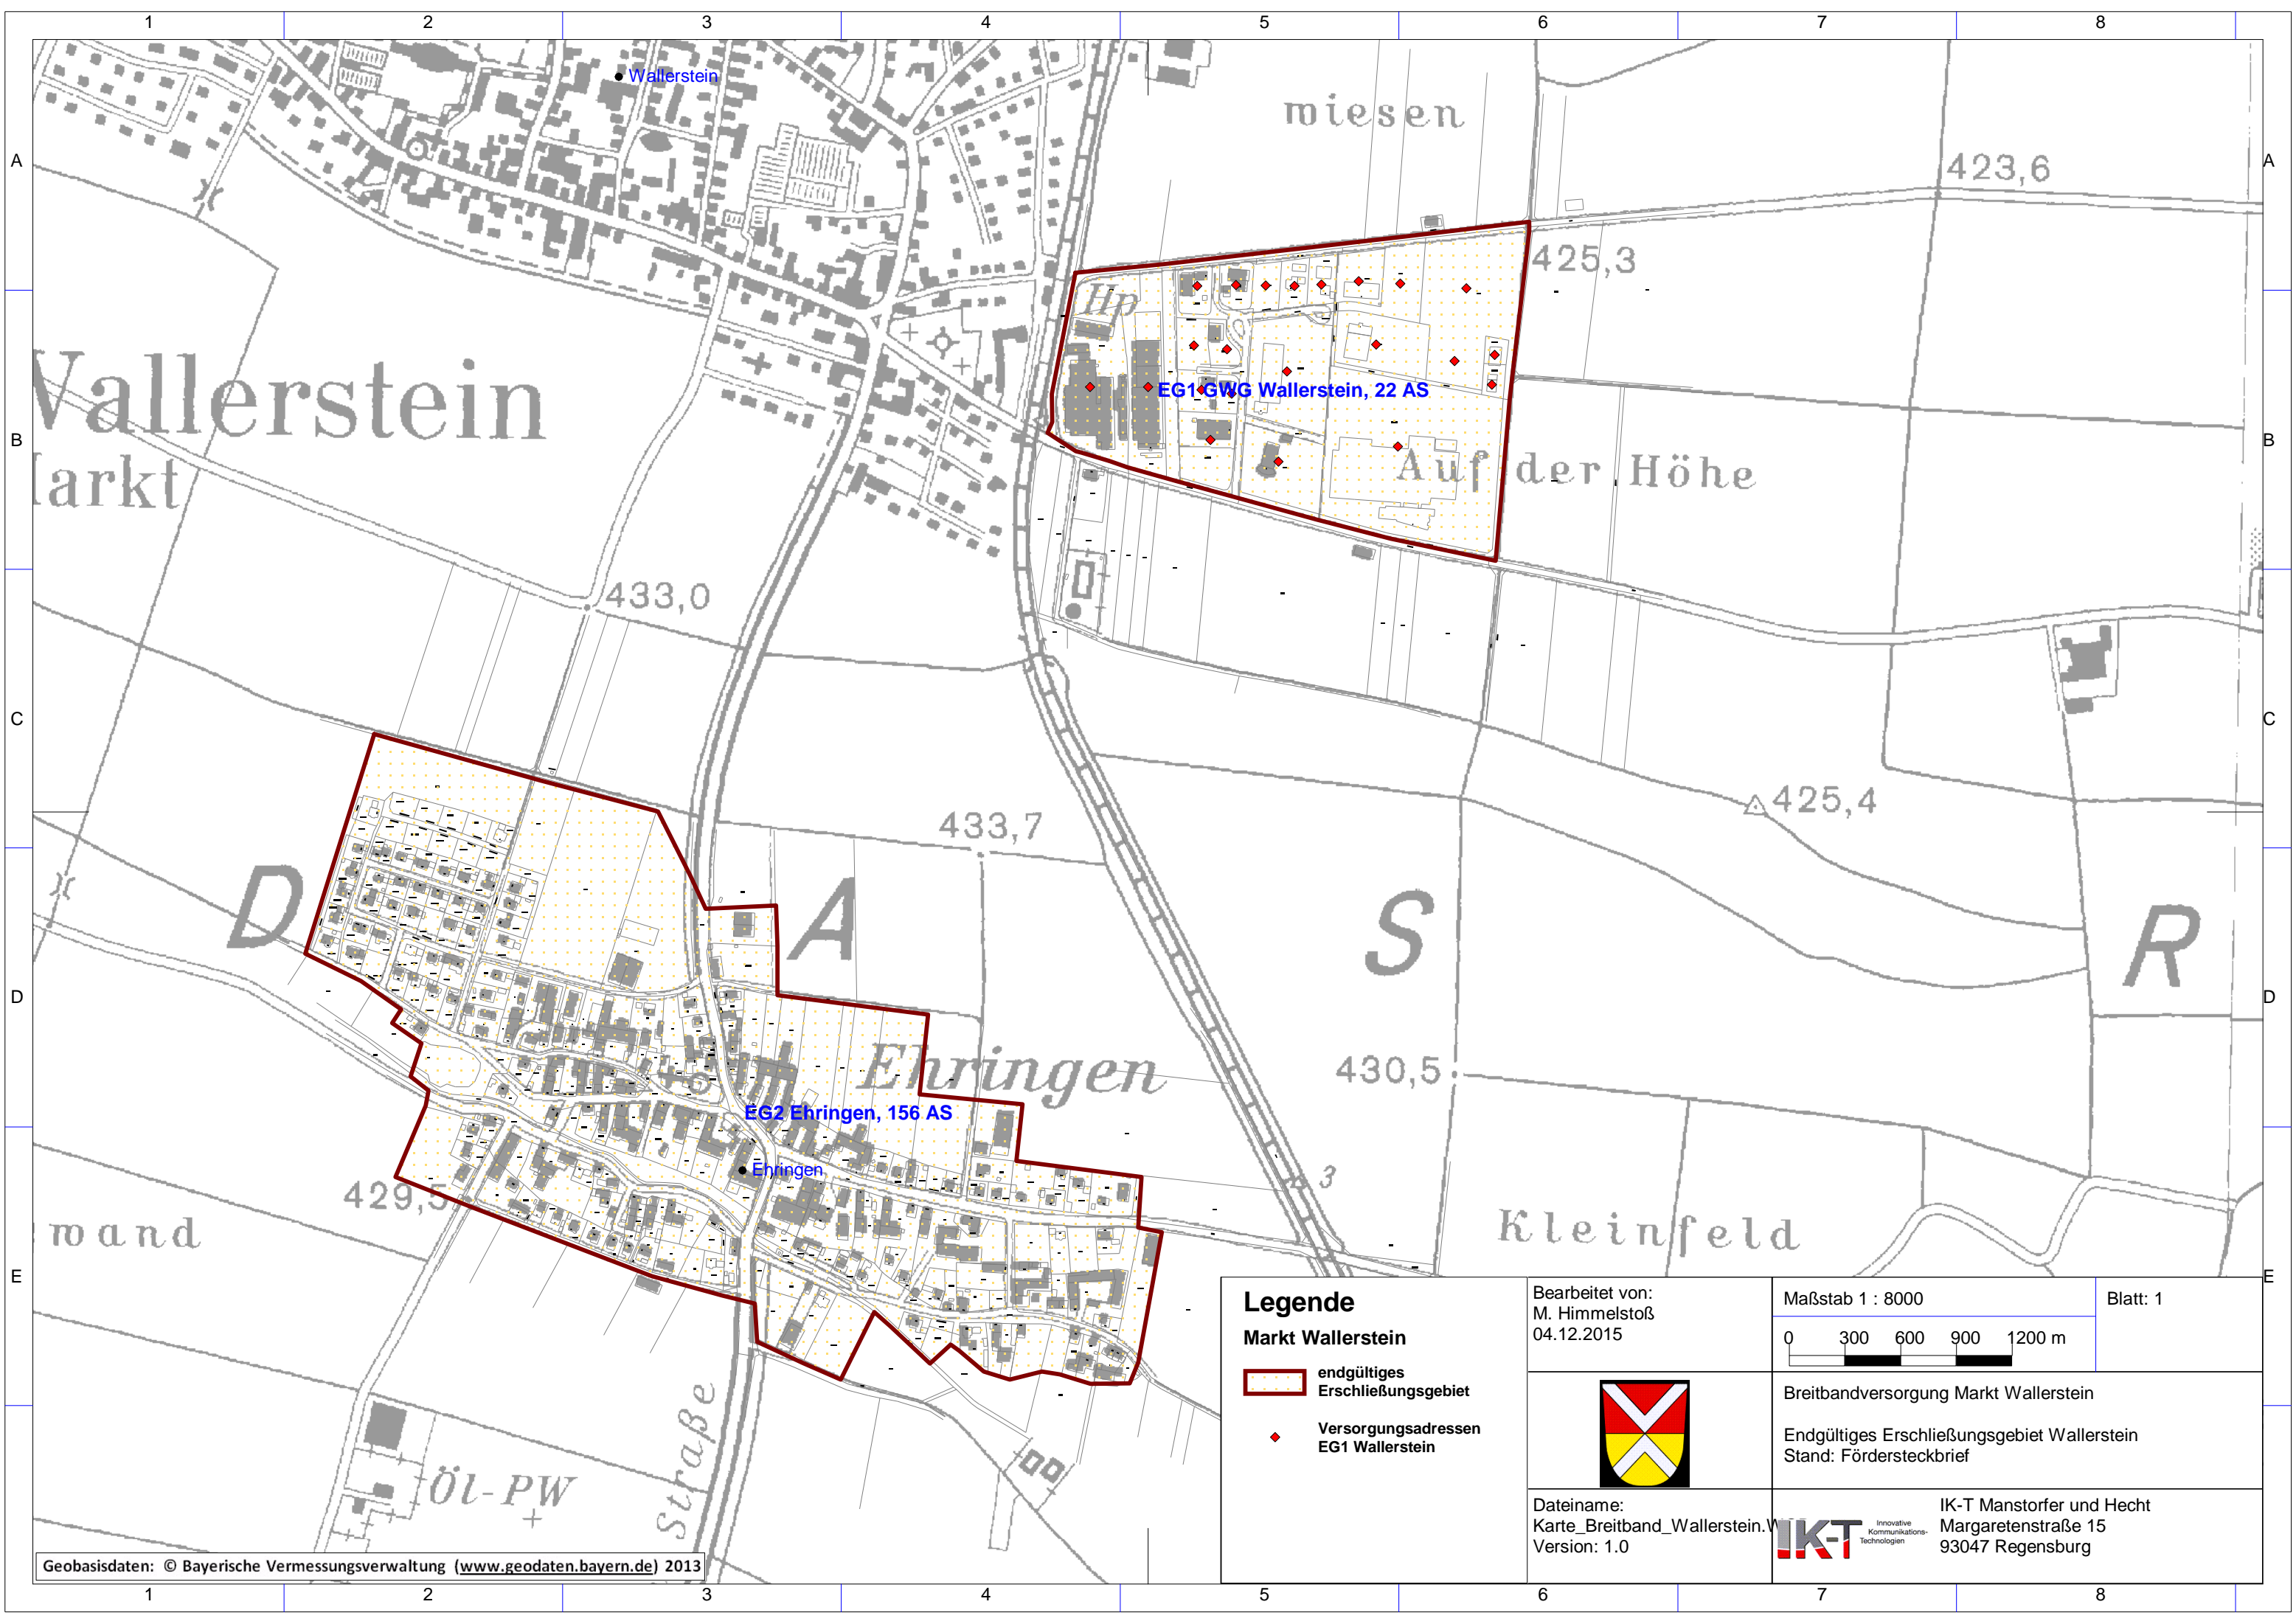 1 2 3 4 5 6 7 8
A A
B B
C C
D D
E E
Wallerstein
wiesen
423,6
425,3
Hp
Wallerstein
EG1 GWG Wallerstein, 22 AS
Auf der Höhe
433,0
425,4
433,7
D A S R
Ehringen
430,5
EG2 Ehringen, 156 AS
Ehringen
429,5
3
wand
Kleinfeld
Straße
Öl-PW
Legende
Markt Wallerstein
endgültiges
Erschließungsgebiet
Versorgungsadressen
EG1 Wallerstein
Bearbeitet von:
M. Himmelstoß
04.12.2015
Maßstab 1 : 8000
0 300 600 900 1200 m
Blatt: 1
Breitbandversorgung Markt Wallerstein
Endgültiges Erschließungsgebiet Wallerstein
Stand: Fördersteckbrief
Dateiname:
Karte_Breitband_Wallerstein.
Version: 1.0
IK-T
Innovative
Kommunikations-
Technologien
IK-T Manstorfer und Hecht
Margaretenstraße 15
93047 Regensburg
Geobasisdaten: © Bayerische Vermessungsverwaltung (www.geodaten.bayern.de) 2013
1 2 3 4 5 6 7 8